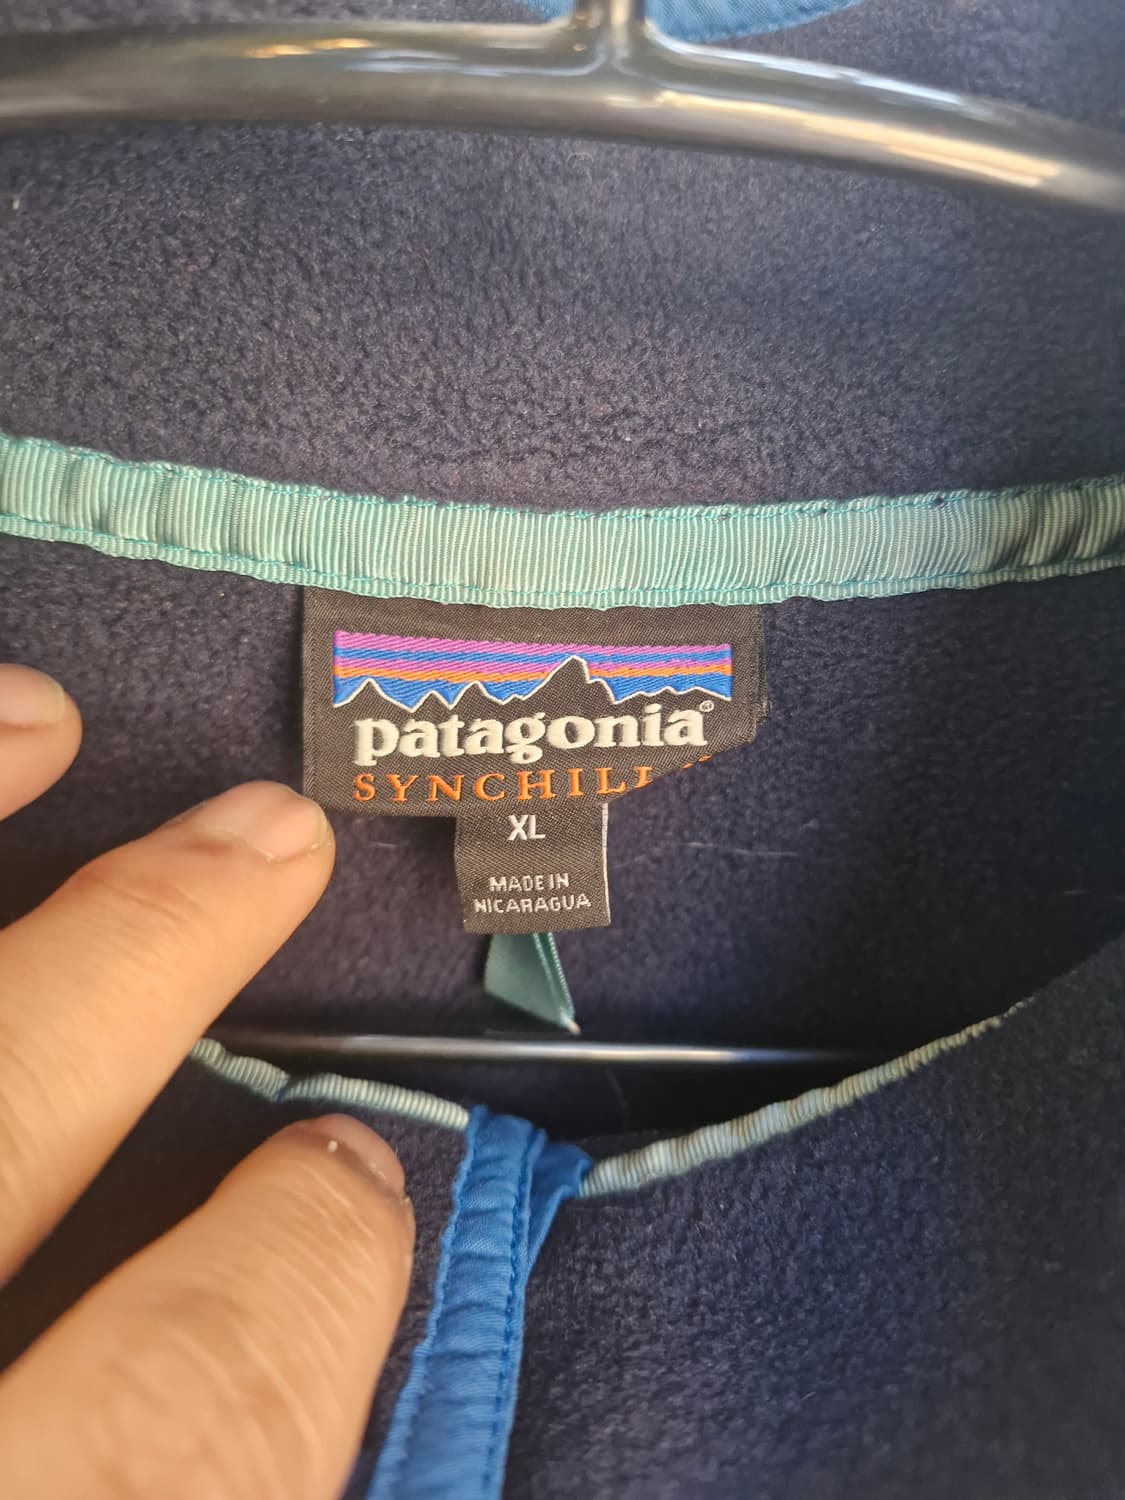 patagonia®
SYNCHIL
XL
MADE IN
NICARAGUA